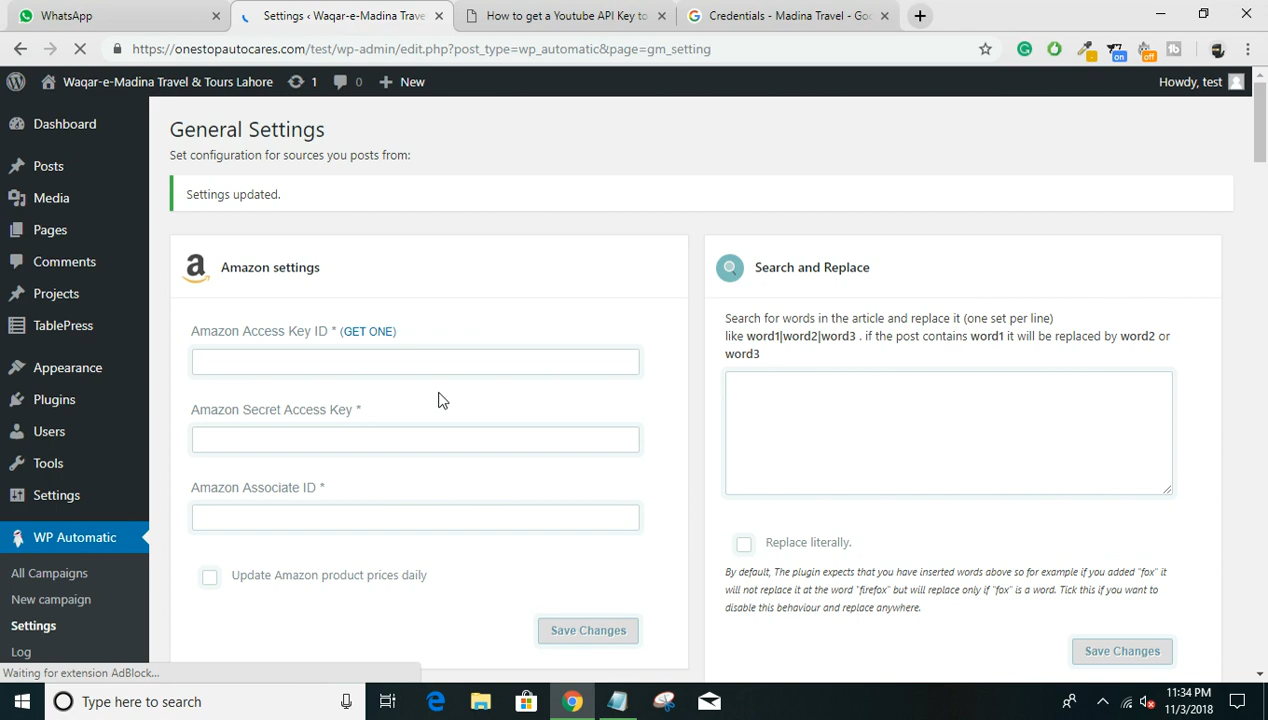 WhatsApp
Settings ‹ Waqar-e-Madina Trave
How to get a Youtube API Key to
Credentials - Madina Travel - Goo
https://onestopautocares.com/test/wp-admin/edit.php?post_type=wp_automatic&page=gm_setting
off
on
off
tb
Waqar-e-Madina Travel & Tours Lahore
1
0
New
Howdy, test
Dashboard
Posts
Media
Pages
Comments
Projects
TablePress
Appearance
Plugins
Users
Tools
Settings
WP Automatic
All Campaigns
New campaign
Settings
Log
General Settings
Set configuration for sources you posts from:
Settings updated.
Amazon settings
Amazon Access Key ID * (GET ONE)
Amazon Secret Access Key *
Amazon Associate ID *
Update Amazon product prices daily
Save Changes
Search and Replace
Search for words in the article and replace it (one set per line)
like word1|word2|word3 . if the post contains word1 it will be replaced by word2 or
word3
Replace literally.
By default, The plugin expects that you have inserted words above so for example if you added "fox" it
will not replace it at the word "firefox" but will replace only if "fox" is a word. Tick this if you want to
disable this behaviour and replace anywhere.
Save Changes
Waiting for extension AdBlock...
Type here to search
11:34 PM
11/3/2018